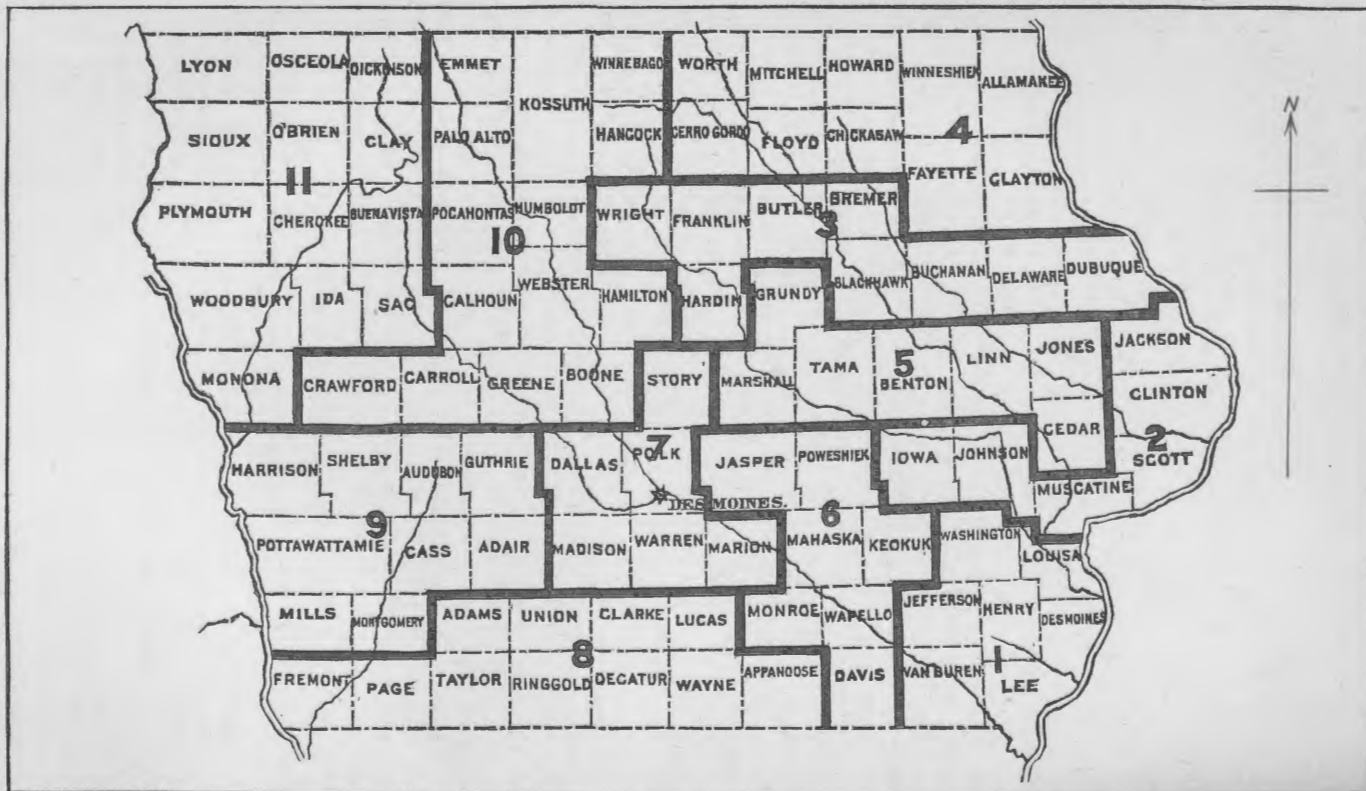 LYON OSCEOLA DICKINSON EMMET WINNEBAGO WORTH MITCHELL HOWARD WINNESHIEK ALLAMAKEE
N
KOSSUTH
SIOUX O'BRIEN CLAY PALO ALTO HANCOCK CERRO GORDO FLOYD CHICKASAW 4
11
FAYETTE CLAYTON
PLYMOUTH CHEROKEE BUENA VISTA POCAHONTAS HUMBOLDT WRIGHT FRANKLIN BUTLER BREMER
10 3
WOODBURY IDA SAC CALHOUN WEBSTER HAMILTON HARDIN GRUNDY BLACKHAWK BUCHANAN DELAWARE DUBUQUE
MONONA CRAWFORD CARROLL GREENE BOONE STORY MARSHALL TAMA BENTON LINN JONES JACKSON
5
CLINTON
CEDAR
2
HARRISON SHELBY AUDUBON GUTHRIE DALLAS POLK JASPER POWESHIEK IOWA JOHNSON SCOTT
7
MUSCATINE
DES MOINES
9 6
POTTAWATTAMIE CASS ADAIR MADISON WARREN MARION MAHASKA KEOKUK WASHINGTON LOUISA
MILLS MONTGOMERY ADAMS UNION CLARKE LUCAS MONROE WAPELLO JEFFERSON HENRY DESMOINES
8 1
FREMONT PAGE TAYLOR RINGGOLD DECATUR WAYNE APPANOOSE DAVIS VAN BUREN LEE